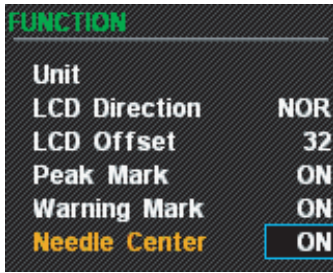 FUNCTION
Unit
LCD Direction NOR
LCD Offset 32
Peak Mark ON
Warning Mark ON
Needle Center ON